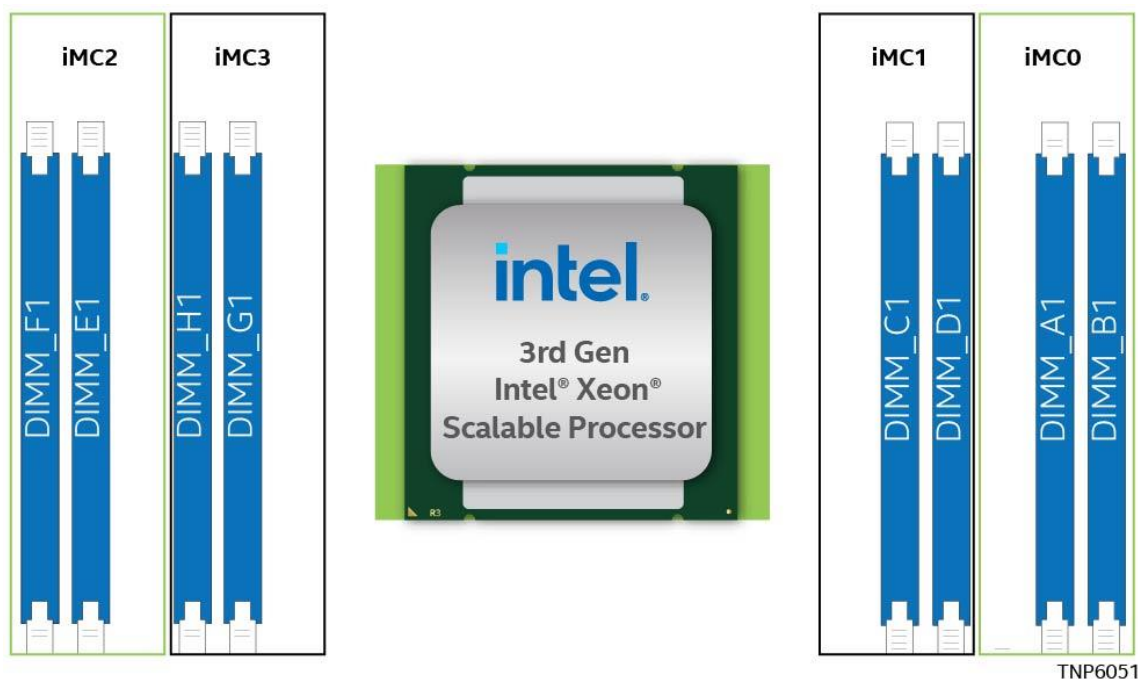 iMC2
iMC3
iMC1
iMC0
DIMM_F1
DIMM_E1
DIMM_H1
DIMM_G1
intel.
3rd Gen
Intel® Xeon®
Scalable Processor
R3
DIMM_C1
DIMM_D1
DIMM_A1
DIMM_B1
TNP6051